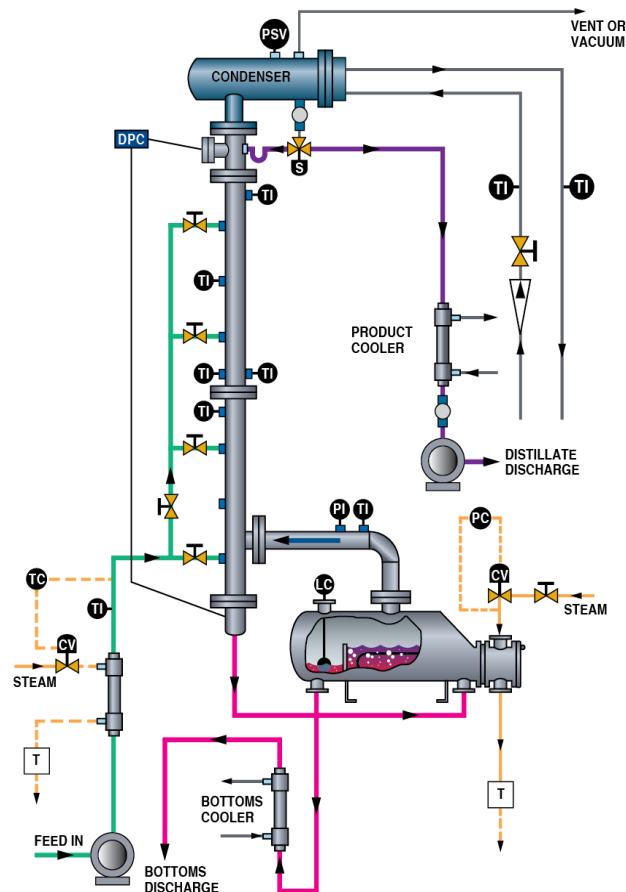 VENT OR
VACUUM
PSV
CONDENSER
DPC
S
TI
TI
TI
TI
PRODUCT
COOLER
TI
TI
TI
DISTILLATE
DISCHARGE
PI
TI
PC
TC
LC
CV
TI
STEAM
CV
STEAM
T
T
BOTTOMS
COOLER
FEED IN
BOTTOMS
DISCHARGE